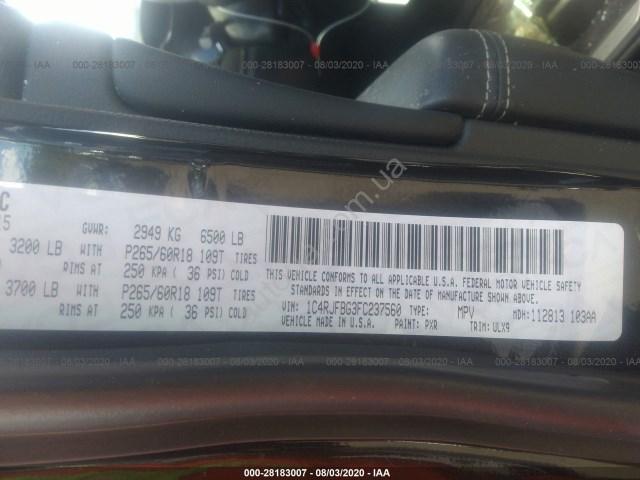 000-28183007 - 08/03/2020 - IAA
C
15
GVWR: 2949 KG 6500 LB
3200 LB WITH P265/60R18 109T TIRES
RIMS AT 250 KPA ( 36 PSI) COLD
3700 LB WITH P265/60R18 109T TIRES
RIMS AT 250 KPA ( 36 PSI) COLD
THIS VEHICLE CONFORMS TO ALL APPLICABLE U.S.A. FEDERAL MOTOR VEHICLE SAFETY
STANDARDS IN EFFECT ON THE DATE OF MANUFACTURE SHOWN ABOVE.
VIN: 1C4RJFBG3FC237560 MPV MDH: 112813 103AA
VEHICLE MADE IN U.S.A. PAINT: PXR TRIM: ULX9
000-28183007 - 08/03/2020 - IAA